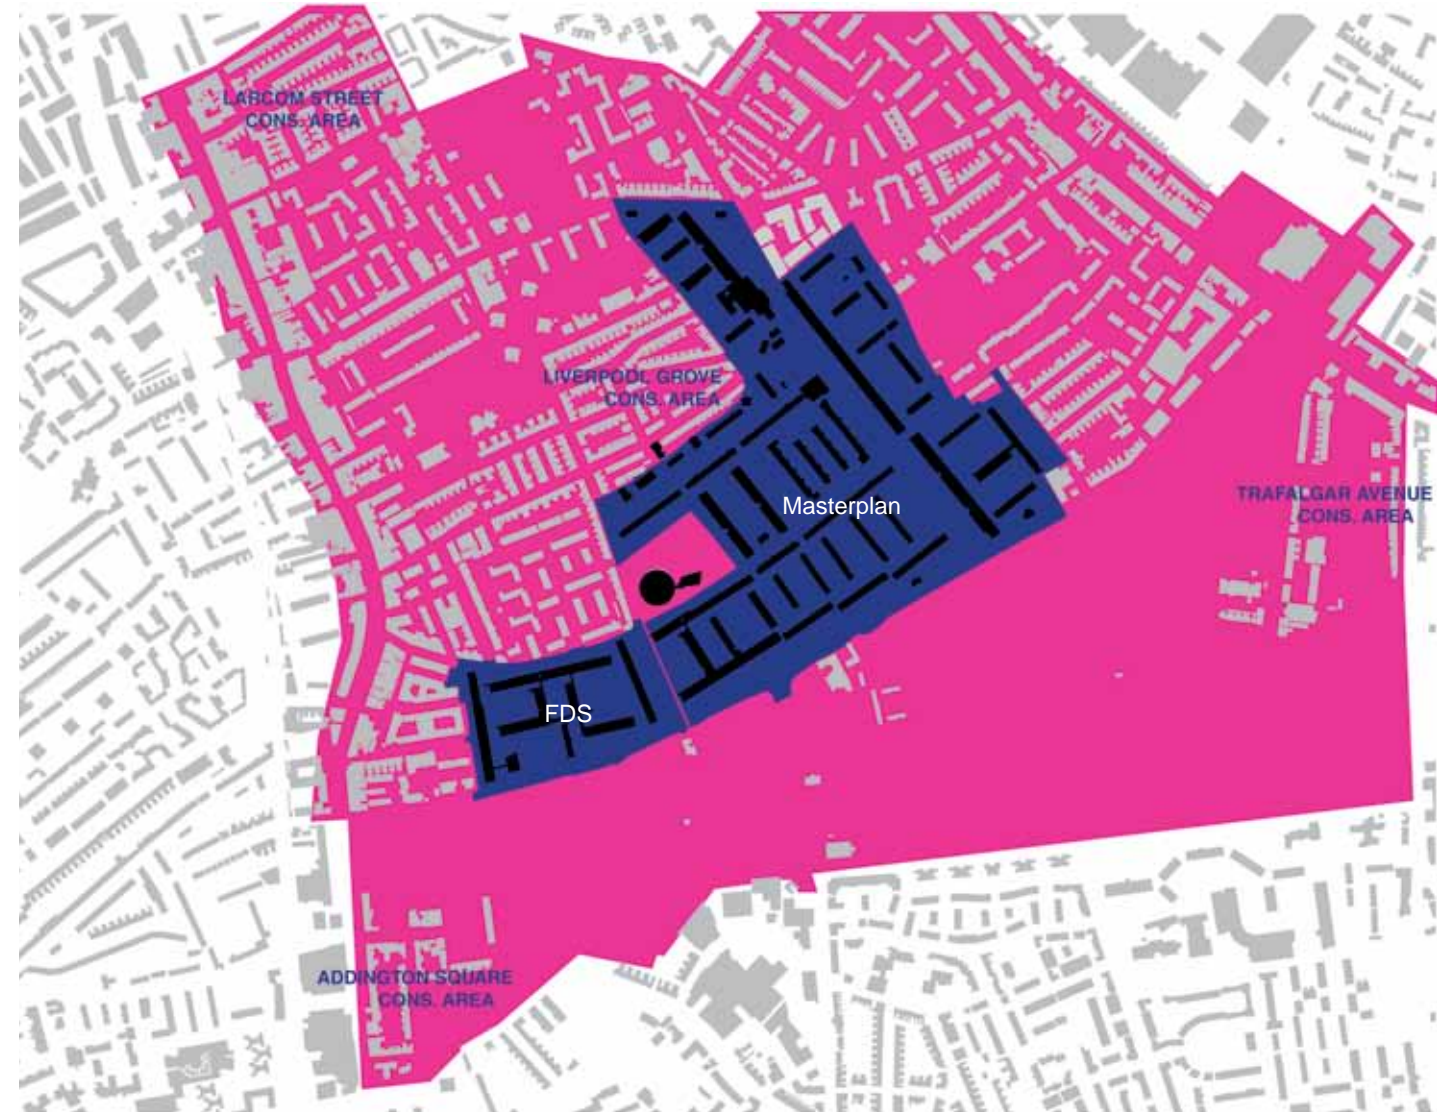 LARCOM STREET
CONS. AREA
LIVERPOOL GROVE
CONS. AREA
Masterplan
TRAFALGAR AVENUE
CONS. AREA
FDS
ADDINGTON SQUARE
CONS. AREA